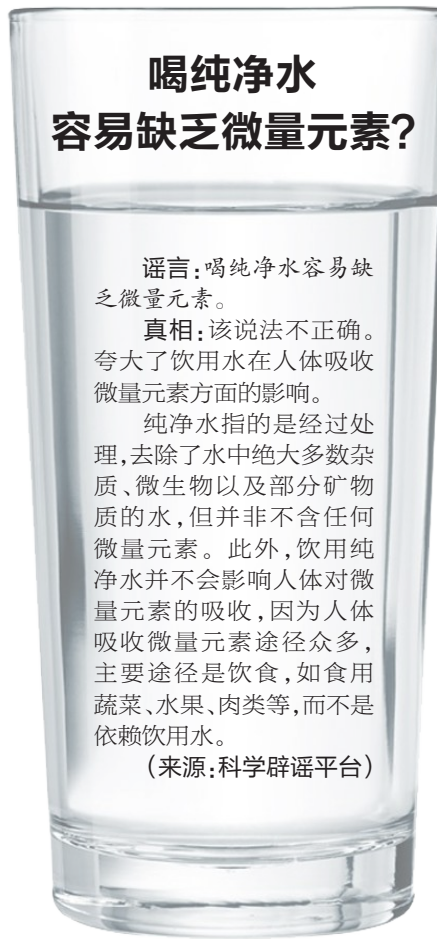 喝纯净水
容易缺乏微量元素？
谣言：喝纯净水容易缺
乏微量元素。
真相：该说法不正确。
夸大了饮用水在人体吸收
微量元素方面的影响。
纯净水指的是经过处
理，去除了水中绝大多数杂
质、微生物以及部分矿物
质的水，但并非不含任何
微量元素。此外，饮用纯
净水并不会影响人体对微
量元素的吸收，因为人体
吸收微量元素途径众多，
主要途径是饮食，如食用
蔬菜、水果、肉类等，而不是
依赖饮用水。
（来源：科学辟谣平台）